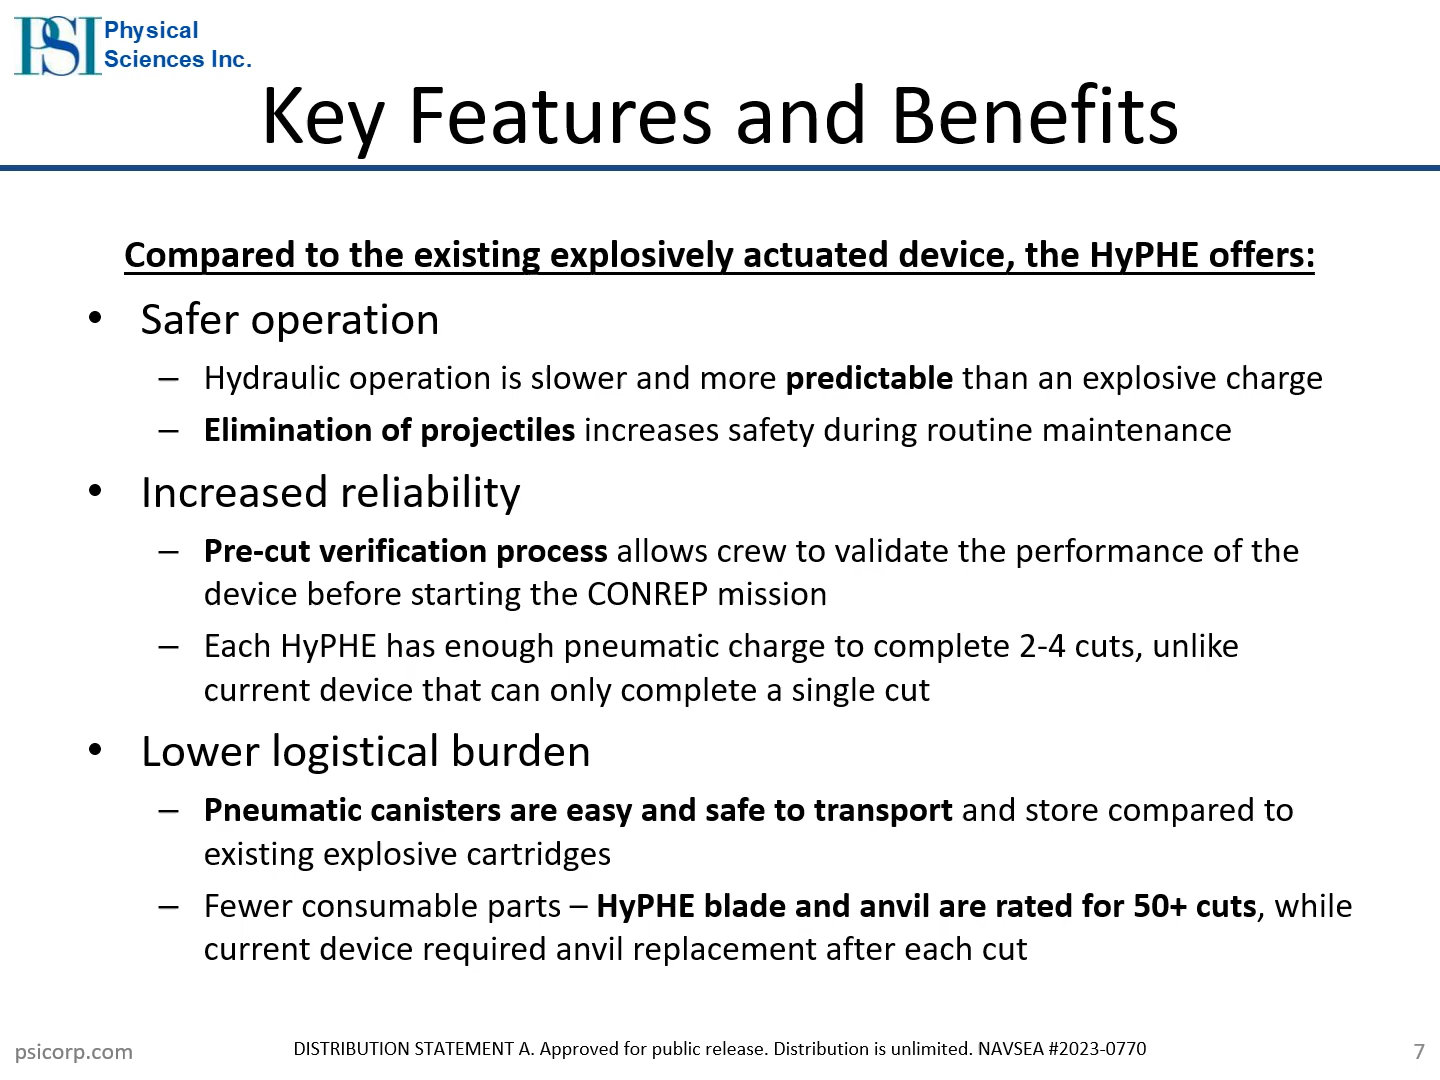 PSI Physical
Sciences Inc.
Key Features and Benefits
Compared to the existing explosively actuated device, the HyPHE offers:
• Safer operation
– Hydraulic operation is slower and more predictable than an explosive charge
– Elimination of projectiles increases safety during routine maintenance
• Increased reliability
– Pre-cut verification process allows crew to validate the performance of the
device before starting the CONREP mission
– Each HyPHE has enough pneumatic charge to complete 2-4 cuts, unlike
current device that can only complete a single cut
• Lower logistical burden
– Pneumatic canisters are easy and safe to transport and store compared to
existing explosive cartridges
– Fewer consumable parts – HyPHE blade and anvil are rated for 50+ cuts, while
current device required anvil replacement after each cut
psicorp.com
DISTRIBUTION STATEMENT A. Approved for public release. Distribution is unlimited. NAVSEA #2023-0770
7